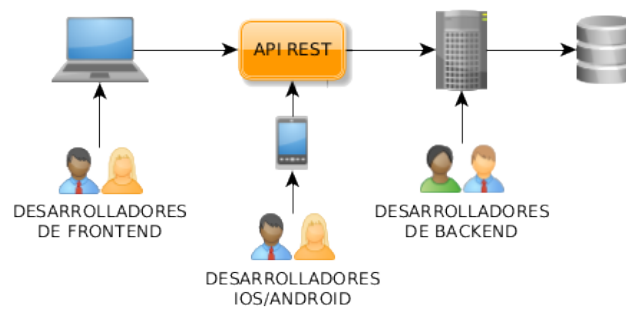 API REST
DESARROLLADORES
DE FRONTEND
DESARROLLADORES
DE BACKEND
DESARROLLADORES
IOS/ANDROID